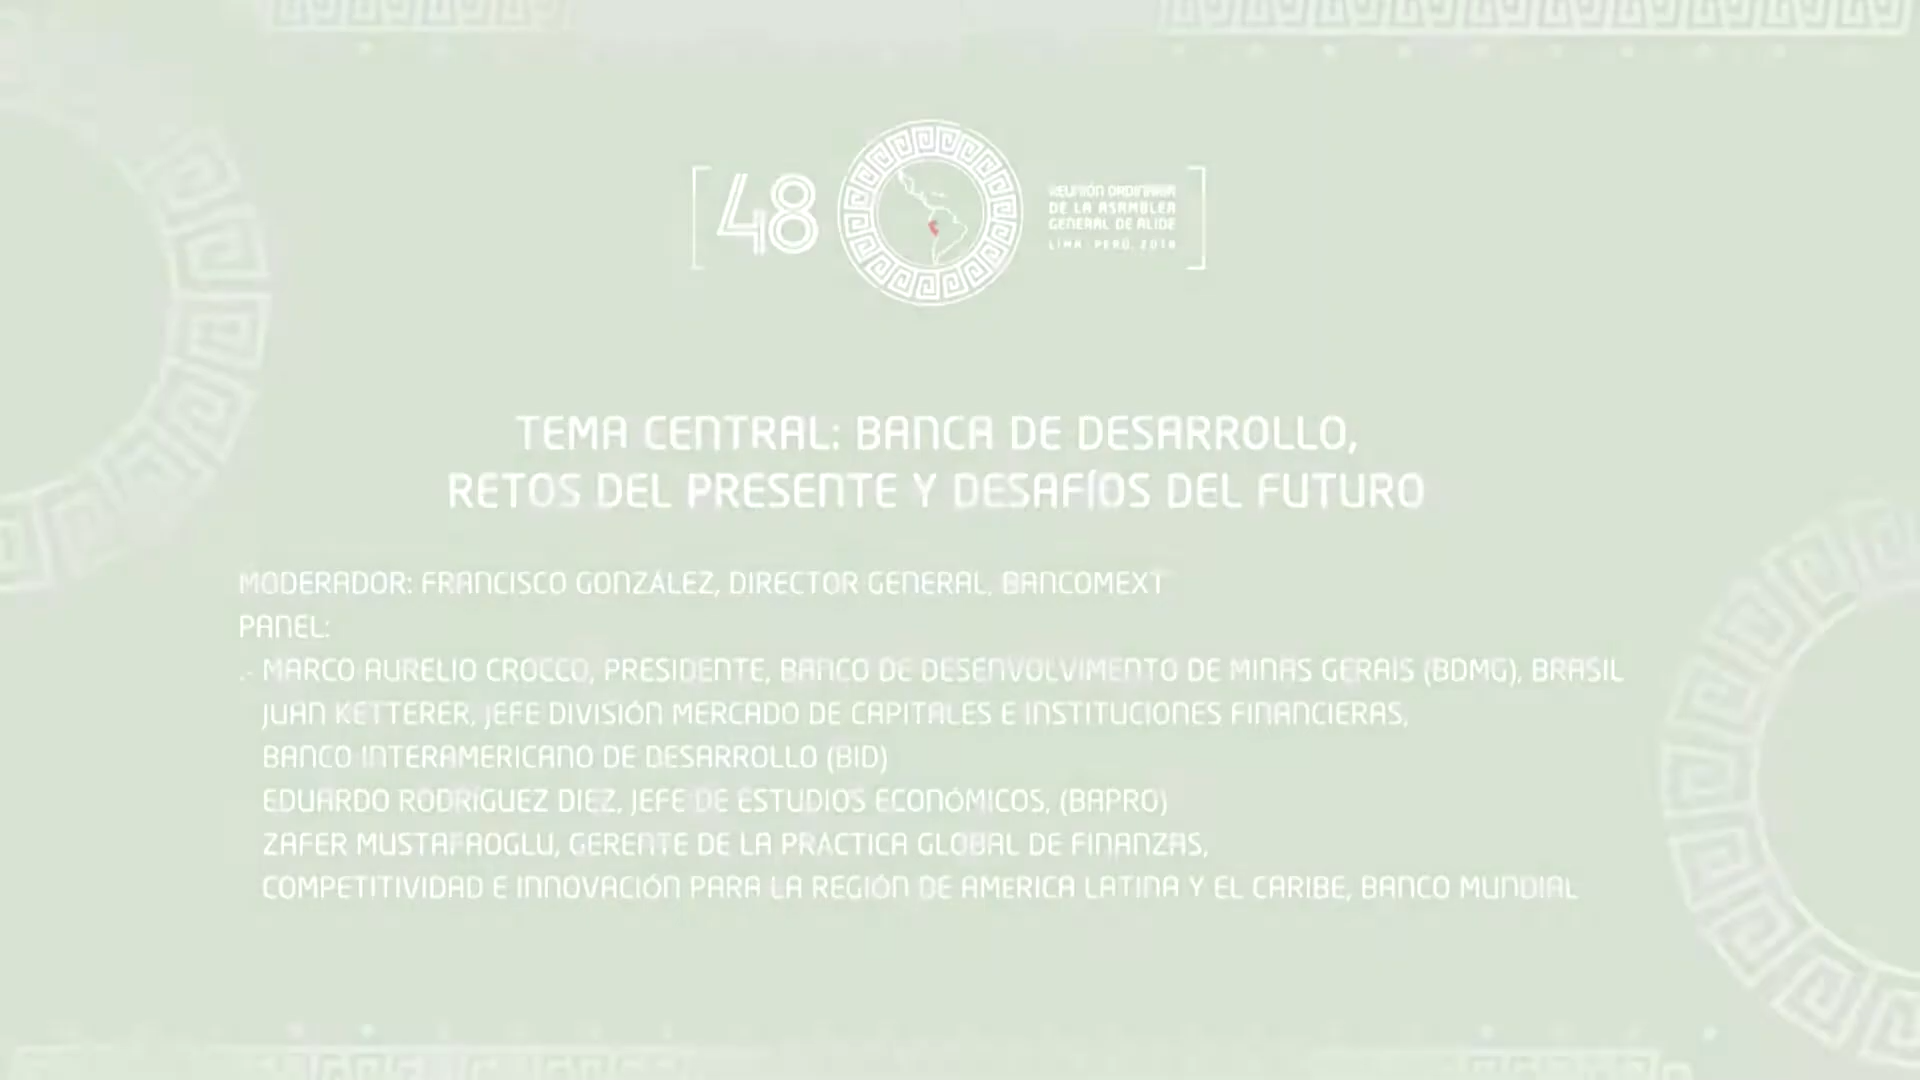 48
REUNIÓN ORDINARIA
DE LA ASAMBLEA
GENERAL DE ALIDE
LIMA PERÚ, 2018
TEMA CENTRAL: BANCA DE DESARROLLO,
RETOS DEL PRESENTE Y DESAFÍOS DEL FUTURO
MODERADOR: FRANCISCO GONZÁLEZ, DIRECTOR GENERAL, BANCOMEXT
PANEL:
.- MARCO AURELIO CROCCO, PRESIDENTE, BANCO DE DESENVOLVIMENTO DE MINAS GERAIS (BDMG), BRASIL
JUAN KETTERER, JEFE DIVISIÓN MERCADO DE CAPITALES E INSTITUCIONES FINANCIERAS,
BANCO INTERAMERICANO DE DESARROLLO (BID)
EDUARDO RODRÍGUEZ DIEZ, JEFE DE ESTUDIOS ECONÓMICOS, (BAPRO)
ZAFER MUSTAFAOGLU, GERENTE DE LA PRÁCTICA GLOBAL DE FINANZAS,
COMPETITIVIDAD E INNOVACIÓN PARA LA REGIÓN DE AMÉRICA LATINA Y EL CARIBE, BANCO MUNDIAL